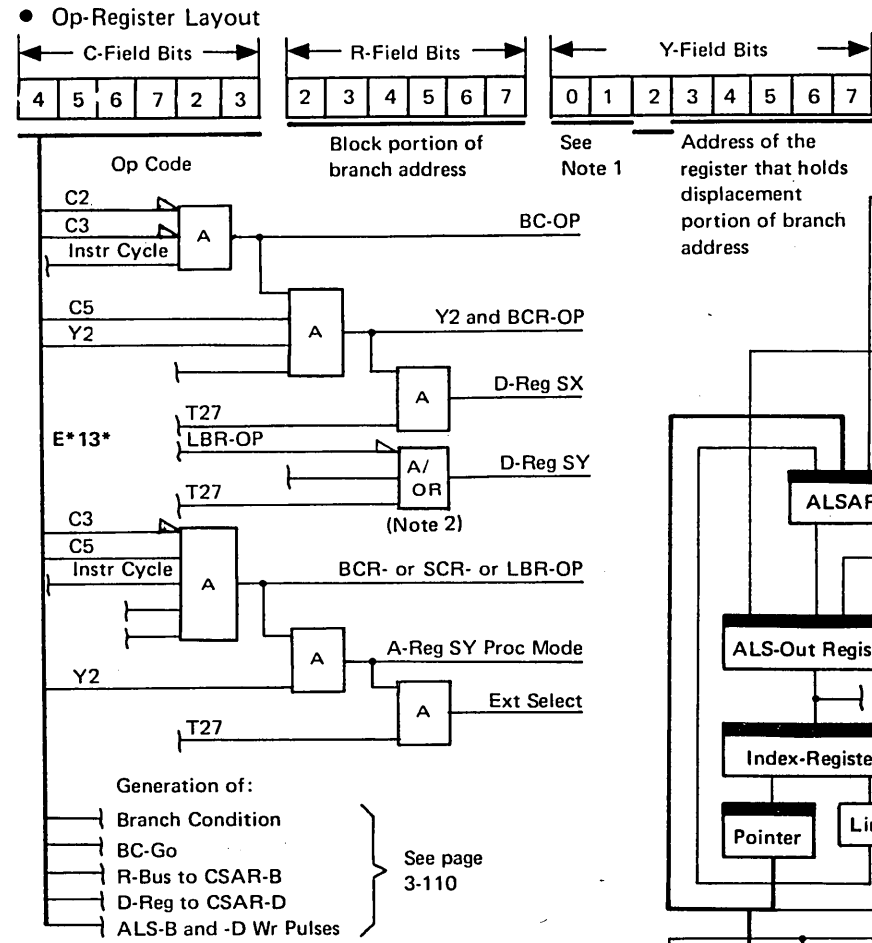 ● Op-Register Layout
C-Field Bits
R-Field Bits
Y-Field Bits
4 5 6 7 2 3
2 3 4 5 6 7
0 1 2 3 4 5 6 7
Op Code
Block portion of
branch address
See
Note 1
Address of the
register that holds
displacement
portion of branch
address
C2
C3
Instr Cycle
A
BC-OP
C5
Y2
A
Y2 and BCR-OP
A
D-Reg SX
T27
E*13*
LBR-OP
A/
OR
D-Reg SY
T27
(Note 2)
C3
C5
Instr Cycle
A
BCR- or SCR- or LBR-OP
A
A-Reg SY Proc Mode
Y2
A
Ext Select
T27
Generation of:
Branch Condition
BC-Go
R-Bus to CSAR-B
D-Reg to CSAR-D
ALS-B and -D Wr Pulses
See page
3-110
ALSAR
ALS-Out Regis
Index-Registe
Pointer
Li